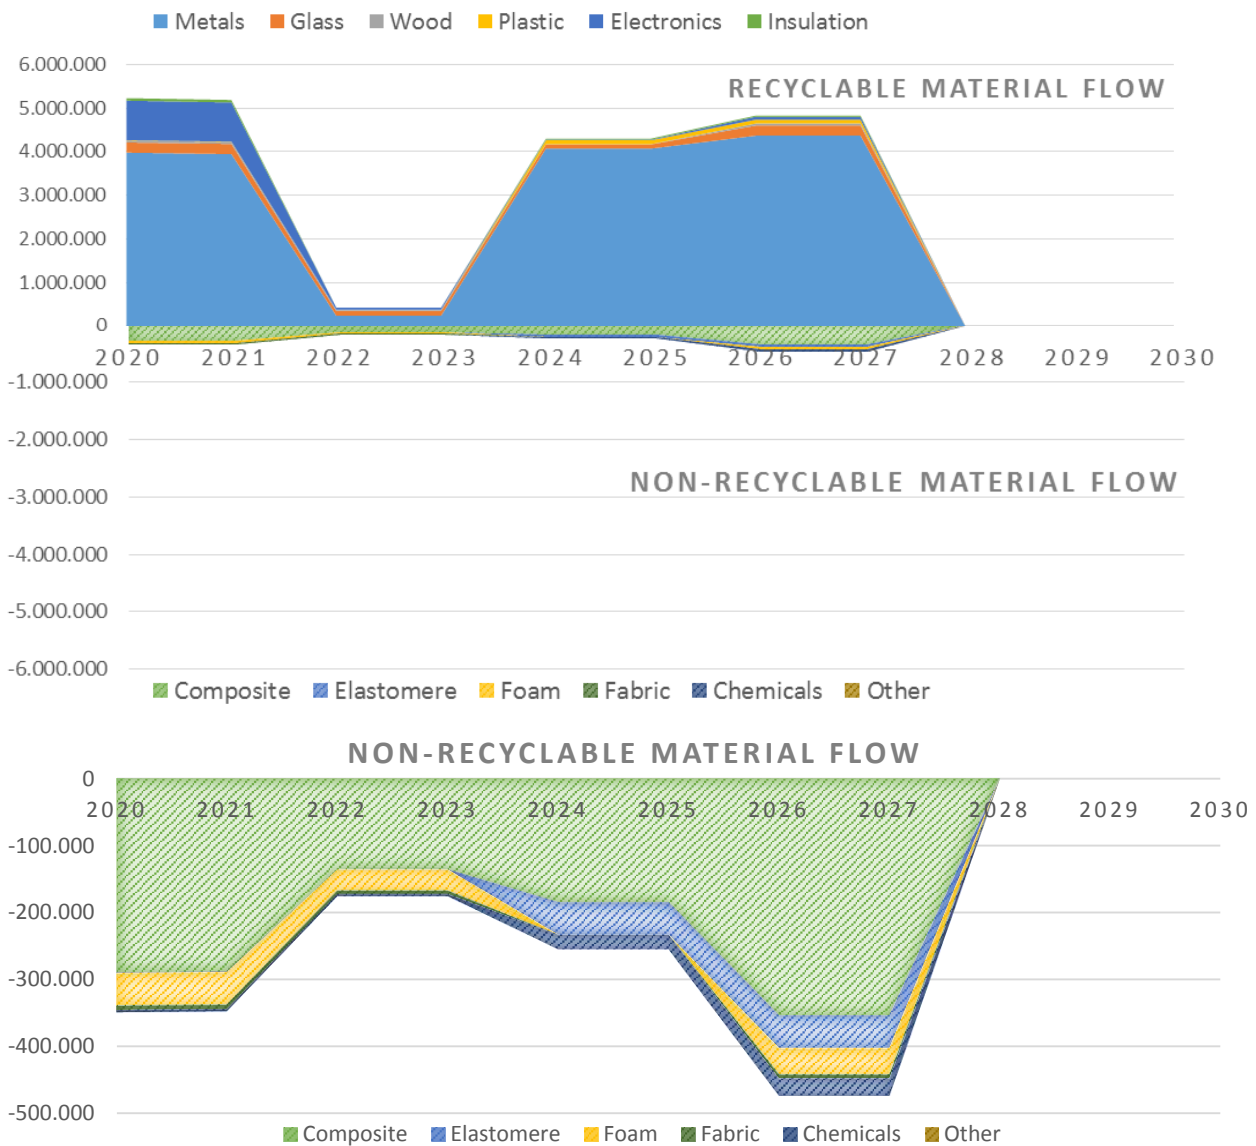 Metals Glass Wood Plastic Electronics Insulation
6.000.000
RECYCLABLE MATERIAL FLOW
5.000.000
4.000.000
3.000.000
2.000.000
1.000.000
0
2020 2021 2022 2023 2024 2025 2026 2027 2028 2029 2030
-1.000.000
-2.000.000
NON-RECYCLABLE MATERIAL FLOW
-3.000.000
-4.000.000
-5.000.000
-6.000.000
Composite Elastomere Foam Fabric Chemicals Other
NON-RECYCLABLE MATERIAL FLOW
0
2020 2021 2022 2023 2024 2025 2026 2027 2028 2029 2030
-100.000
-200.000
-300.000
-400.000
-500.000
Composite Elastomere Foam Fabric Chemicals Other